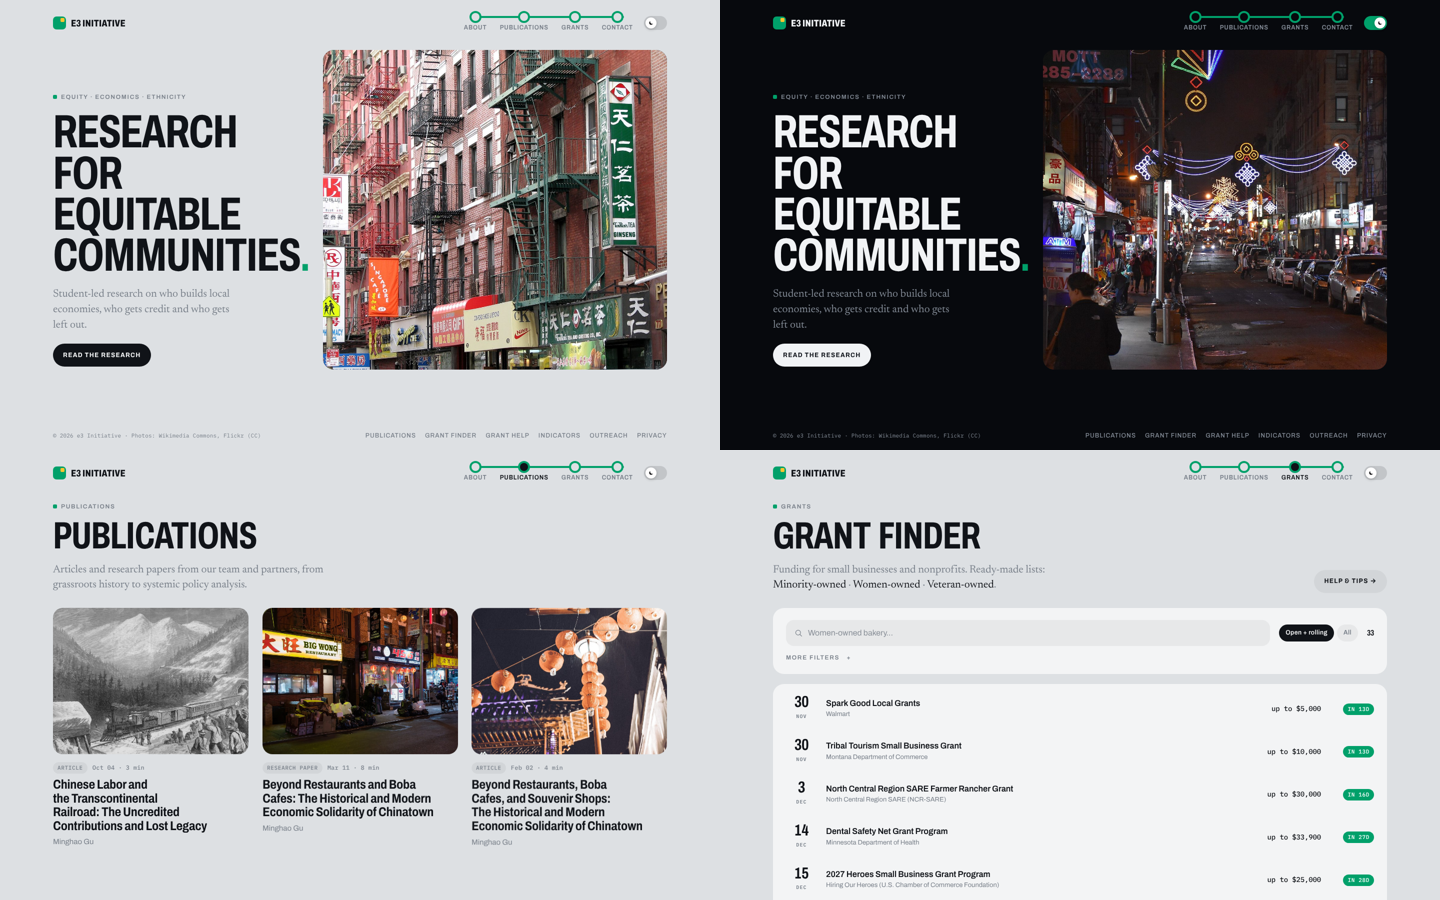 E3 INITIATIVE
ABOUT PUBLICATIONS GRANTS CONTACT
EQUITY · ECONOMICS · ETHNICITY
RESEARCH
FOR
EQUITABLE
COMMUNITIES.
Student-led research on who builds local
economies, who gets credit and who gets
left out.
READ THE RESEARCH
天仁茗茶
GINSENG
© 2026 e3 Initiative · Photos: Wikimedia Commons, Flickr (CC)
PUBLICATIONS GRANT FINDER GRANT HELP INDICATORS OUTREACH PRIVACY
E3 INITIATIVE
ABOUT PUBLICATIONS GRANTS CONTACT
EQUITY · ECONOMICS · ETHNICITY
RESEARCH
FOR
EQUITABLE
COMMUNITIES.
Student-led research on who builds local
economies, who gets credit and who gets
left out.
READ THE RESEARCH
MOTT
285-2288
ATM
© 2026 e3 Initiative · Photos: Wikimedia Commons, Flickr (CC)
PUBLICATIONS GRANT FINDER GRANT HELP INDICATORS OUTREACH PRIVACY
E3 INITIATIVE
ABOUT PUBLICATIONS GRANTS CONTACT
PUBLICATIONS
PUBLICATIONS
Articles and research papers from our team and partners, from
grassroots history to systemic policy analysis.
ARTICLE Oct 04 · 3 min
Chinese Labor and
the Transcontinental
Railroad: The Uncredited
Contributions and Lost Legacy
Minghao Gu
大旺 BIG WONG
RESTAURANT
RESEARCH PAPER Mar 11 · 8 min
Beyond Restaurants and Boba
Cafes: The Historical and Modern
Economic Solidarity of Chinatown
Minghao Gu
ARTICLE Feb 02 · 4 min
Beyond Restaurants, Boba
Cafes, and Souvenir Shops:
The Historical and Modern
Economic Solidarity of Chinatown
Minghao Gu
E3 INITIATIVE
ABOUT PUBLICATIONS GRANTS CONTACT
GRANTS
GRANT FINDER
Funding for small businesses and nonprofits. Ready-made lists:
Minority-owned · Women-owned · Veteran-owned.
HELP & TIPS →
Women-owned bakery...
Open + rolling All 33
MORE FILTERS +
30 NOV
Spark Good Local Grants
Walmart
up to $5,000 IN 13D
30 NOV
Tribal Tourism Small Business Grant
Montana Department of Commerce
up to $10,000 IN 13D
3 DEC
North Central Region SARE Farmer Rancher Grant
North Central Region SARE (NCR-SARE)
up to $30,000 IN 16D
14 DEC
Dental Safety Net Grant Program
Minnesota Department of Health
up to $33,900 IN 27D
15 DEC
2027 Heroes Small Business Grant Program
Hiring Our Heroes (U.S. Chamber of Commerce Foundation)
up to $25,000 IN 28D